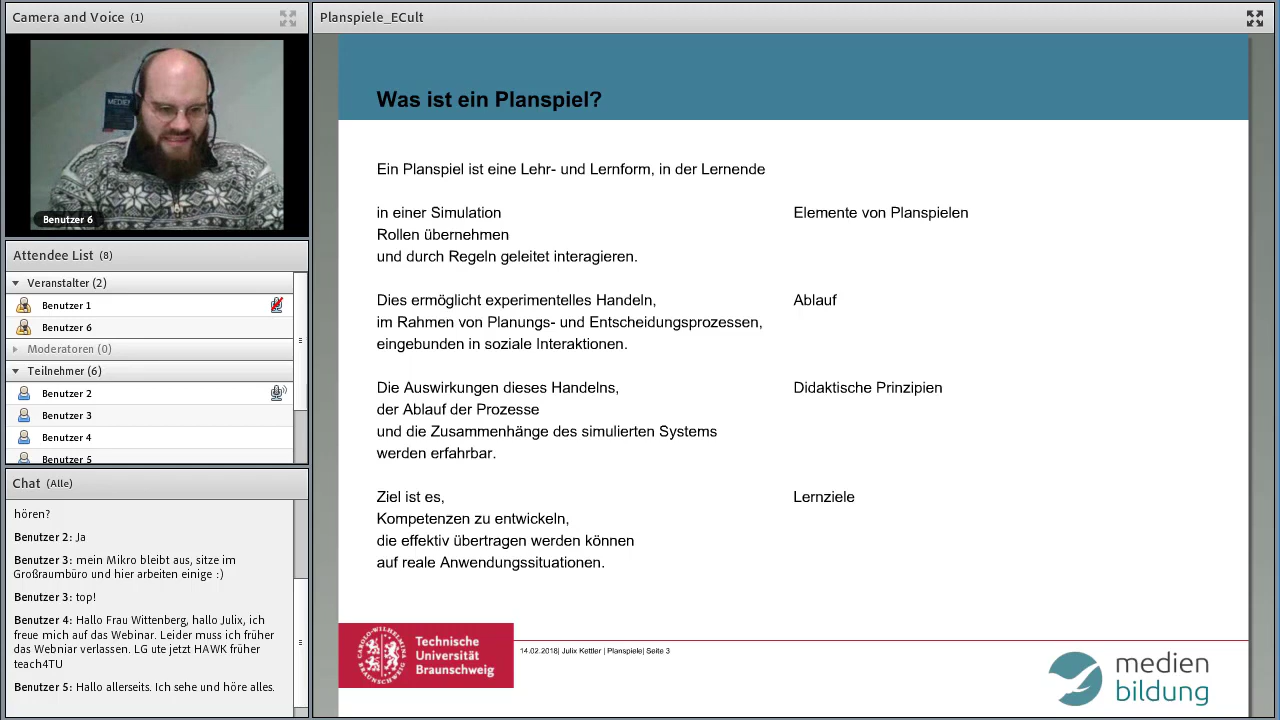 Camera and Voice (1)
MEDIEN
Benutzer 6
Attendee List (8)
Veranstalter (2)
Benutzer 1
Benutzer 6
Moderatoren (0)
Teilnehmer (6)
Benutzer 2
Benutzer 3
Benutzer 4
Benutzer 5
Chat (Alle)
hören?
Benutzer 2: Ja
Benutzer 3: mein Mikro bleibt aus, sitze im
Großraumbüro und hier arbeiten einige :)
Benutzer 3: top!
Benutzer 4: Hallo Frau Wittenberg, hallo Julix, ich
freue mich auf das Webinar. Leider muss ich früher
das Webniar verlassen. LG ute jetzt HAWK früher
teach4TU
Benutzer 5: Hallo allerseits. Ich sehe und höre alles.
Planspiele_ECult
Was ist ein Planspiel?
Ein Planspiel ist eine Lehr- und Lernform, in der Lernende
in einer Simulation
Rollen übernehmen
und durch Regeln geleitet interagieren.
Elemente von Planspielen
Dies ermöglicht experimentelles Handeln,
im Rahmen von Planungs- und Entscheidungsprozessen,
eingebunden in soziale Interaktionen.
Ablauf
Die Auswirkungen dieses Handelns,
der Ablauf der Prozesse
und die Zusammenhänge des simulierten Systems
werden erfahrbar.
Didaktische Prinzipien
Ziel ist es,
Kompetenzen zu entwickeln,
die effektiv übertragen werden können
auf reale Anwendungssituationen.
Lernziele
Technische
Universität
Braunschweig
14.02.2018| Julix Kettler | Planspiele| Seite 3
medien
bildung